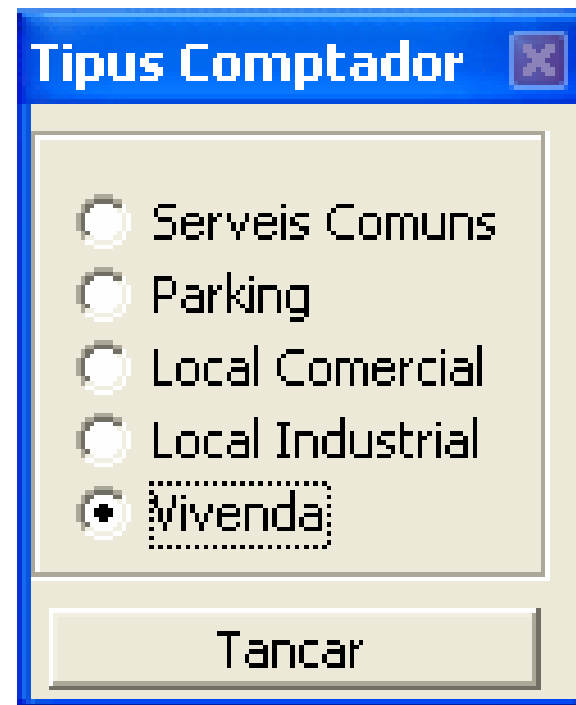 Tipus Comptador
Serveis Comuns
Parking
Local Comercial
Local Industrial
Vivenda
Tancar